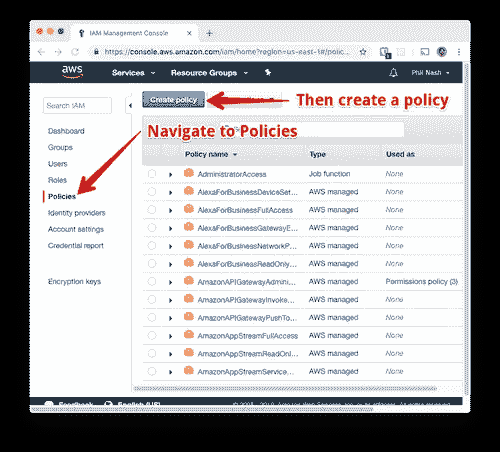 IAM Management Console
https://console.aws.amazon.com/iam/home?region=us-east-1#/polic...
aws
Services
Resource Groups
Phil Nash
Search IAM
Create policy
Then create a policy
Navigate to Policies
Dashboard
Groups
Users
Roles
Policies
Identity providers
Account settings
Credential report
Encryption keys
Policy name Type Used as
AdministratorAccess Job function None
AlexaForBusinessDeviceSet... AWS managed None
AlexaForBusinessFullAccess AWS managed None
AlexaForBusinessGatewayE... AWS managed None
AlexaForBusinessNetworkP... AWS managed None
AlexaForBusinessReadOnly... AWS managed None
AmazonAPIGatewayAdmini... AWS managed Permissions policy (3)
AmazonAPIGatewayInvoke... AWS managed None
AmazonAPIGatewayPushTo... AWS managed None
AmazonAppStreamFullAccess AWS managed None
AmazonAppStreamReadOnl... AWS managed None
AmazonAppStreamService... AWS managed None
Feedback English (US)